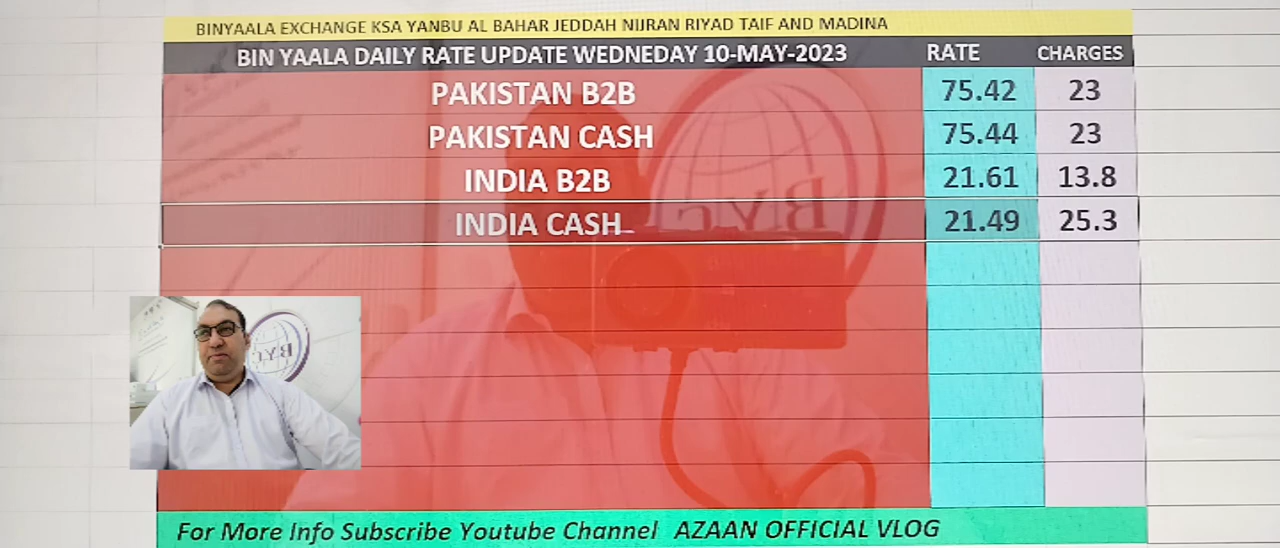 BINYAALA EXCHANGE KSA YANBU AL BAHAR JEDDAH NIJRAN RIYAD TAIF AND MADINA
BIN YAALA DAILY RATE UPDATE WEDNEDAY 10-MAY-2023 RATE CHARGES
PAKISTAN B2B 75.42 23
PAKISTAN CASH 75.44 23
INDIA B2B 21.61 13.8
INDIA CASH 21.49 25.3
BYC
BYC
For More Info Subscribe Youtube Channel AZAAN OFFICIAL VLOG